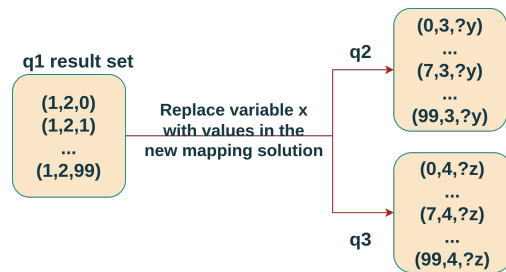 q1 result set
(1,2,0)
(1,2,1)
...
(1,2,99)
Replace variable x
with values in the
new mapping solution
q2
(0,3,?y)
...
(7,3,?y)
...
(99,3,?y)
q3
(0,4,?z)
...
(7,4,?z)
...
(99,4,?z)